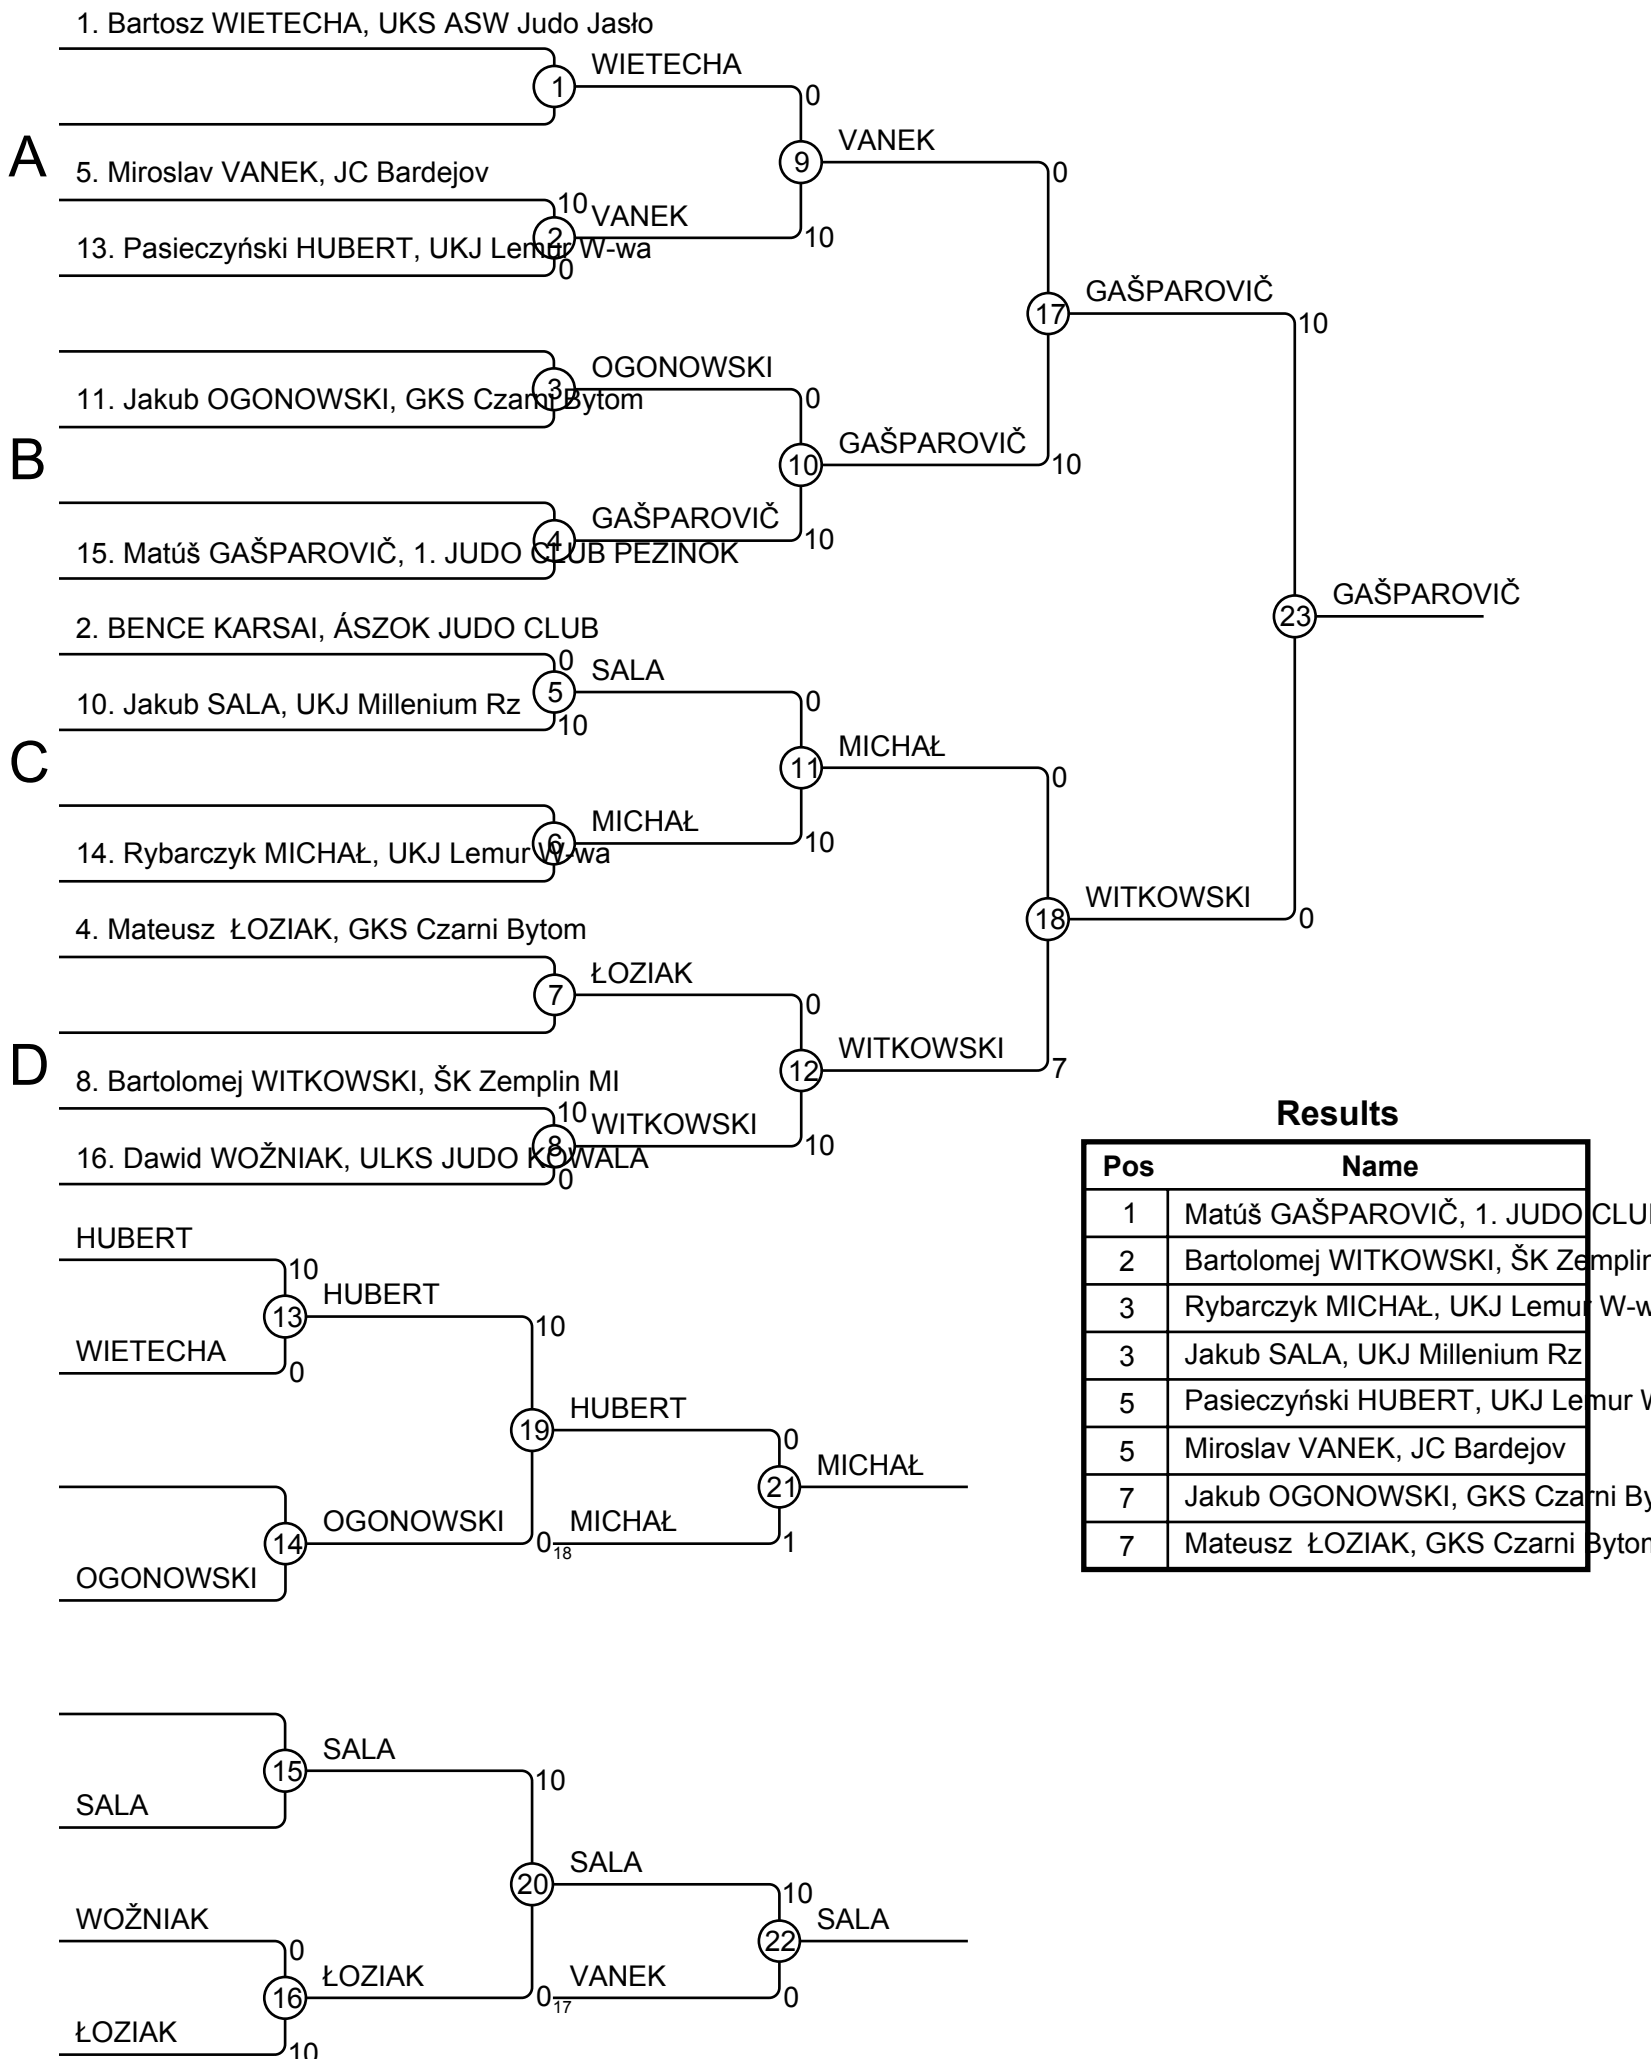 1. Bartosz WIETECHA, UKS ASW Judo Jasło
1
WIETECHA
0
A
5. Miroslav VANEK, JC Bardejov
9
VANEK
0
10
VANEK
2
10
13. Pasieczyński HUBERT, UKJ Lemur W-wa
0
17
GAŠPAROVIČ
10
OGONOWSKI
3
0
11. Jakub OGONOWSKI, GKS Czarni Bytom
B
10
GAŠPAROVIČ
10
GAŠPAROVIČ
4
10
15. Matúš GAŠPAROVIČ, 1. JUDO CLUB PEZINOK
23
GAŠPAROVIČ
2. BENCE KARSAI, ÁSZOK JUDO CLUB
0
SALA
5
0
10. Jakub SALA, UKJ Millenium Rz
10
C
11
MICHAŁ
0
MICHAŁ
6
10
14. Rybarczyk MICHAŁ, UKJ Lemur W-wa
18
WITKOWSKI
0
4. Mateusz  ŁOZIAK, GKS Czarni Bytom
ŁOZIAK
7
0
D
12
WITKOWSKI
7
8. Bartolomej WITKOWSKI, ŠK Zemplin MI
10
WITKOWSKI
8
10
16. Dawid WOŽNIAK, ULKS JUDO KOWALA
0
Results
Pos Name
1 Matúš GAŠPAROVIČ, 1. JUDO CLU
2 Bartolomej WITKOWSKI, ŠK Zemplin
3 Rybarczyk MICHAŁ, UKJ Lemur W-w
3 Jakub SALA, UKJ Millenium Rz
5 Pasieczyński HUBERT, UKJ Lemur W
5 Miroslav VANEK, JC Bardejov
7 Jakub OGONOWSKI, GKS Czarni By
7 Mateusz  ŁOZIAK, GKS Czarni Bytom
HUBERT
10
13
HUBERT
10
WIETECHA
0
19
HUBERT
0
21
MICHAŁ
14
OGONOWSKI
0
18
MICHAŁ
1
OGONOWSKI
15
SALA
10
SALA
20
SALA
10
WOŽNIAK
0
22
SALA
16
ŁOZIAK
0
17
VANEK
0
ŁOZIAK
10